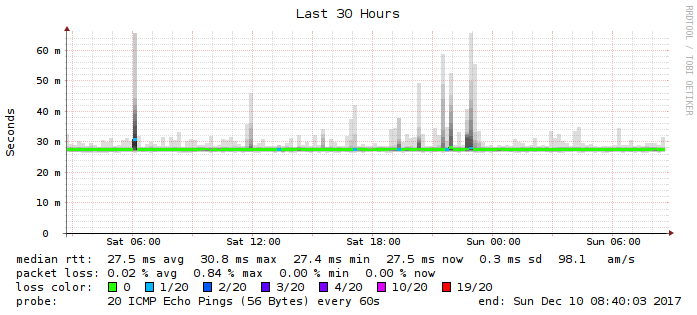 Last 30 Hours
RRDTOOL / TOBI OETIKER
Seconds
60 m
50 m
40 m
30 m
20 m
10 m
0
Sat 06:00 Sat 12:00 Sat 18:00 Sun 00:00 Sun 06:00
median rtt: 27.5 ms avg 30.8 ms max 27.4 ms min 27.5 ms now 0.3 ms sd 98.1 am/s
packet loss: 0.02 % avg 0.84 % max 0.00 % min 0.00 % now
loss color: 0 1/20 2/20 3/20 4/20 10/20 19/20
probe: 20 ICMP Echo Pings (56 Bytes) every 60s end: Sun Dec 10 08:40:03 2017